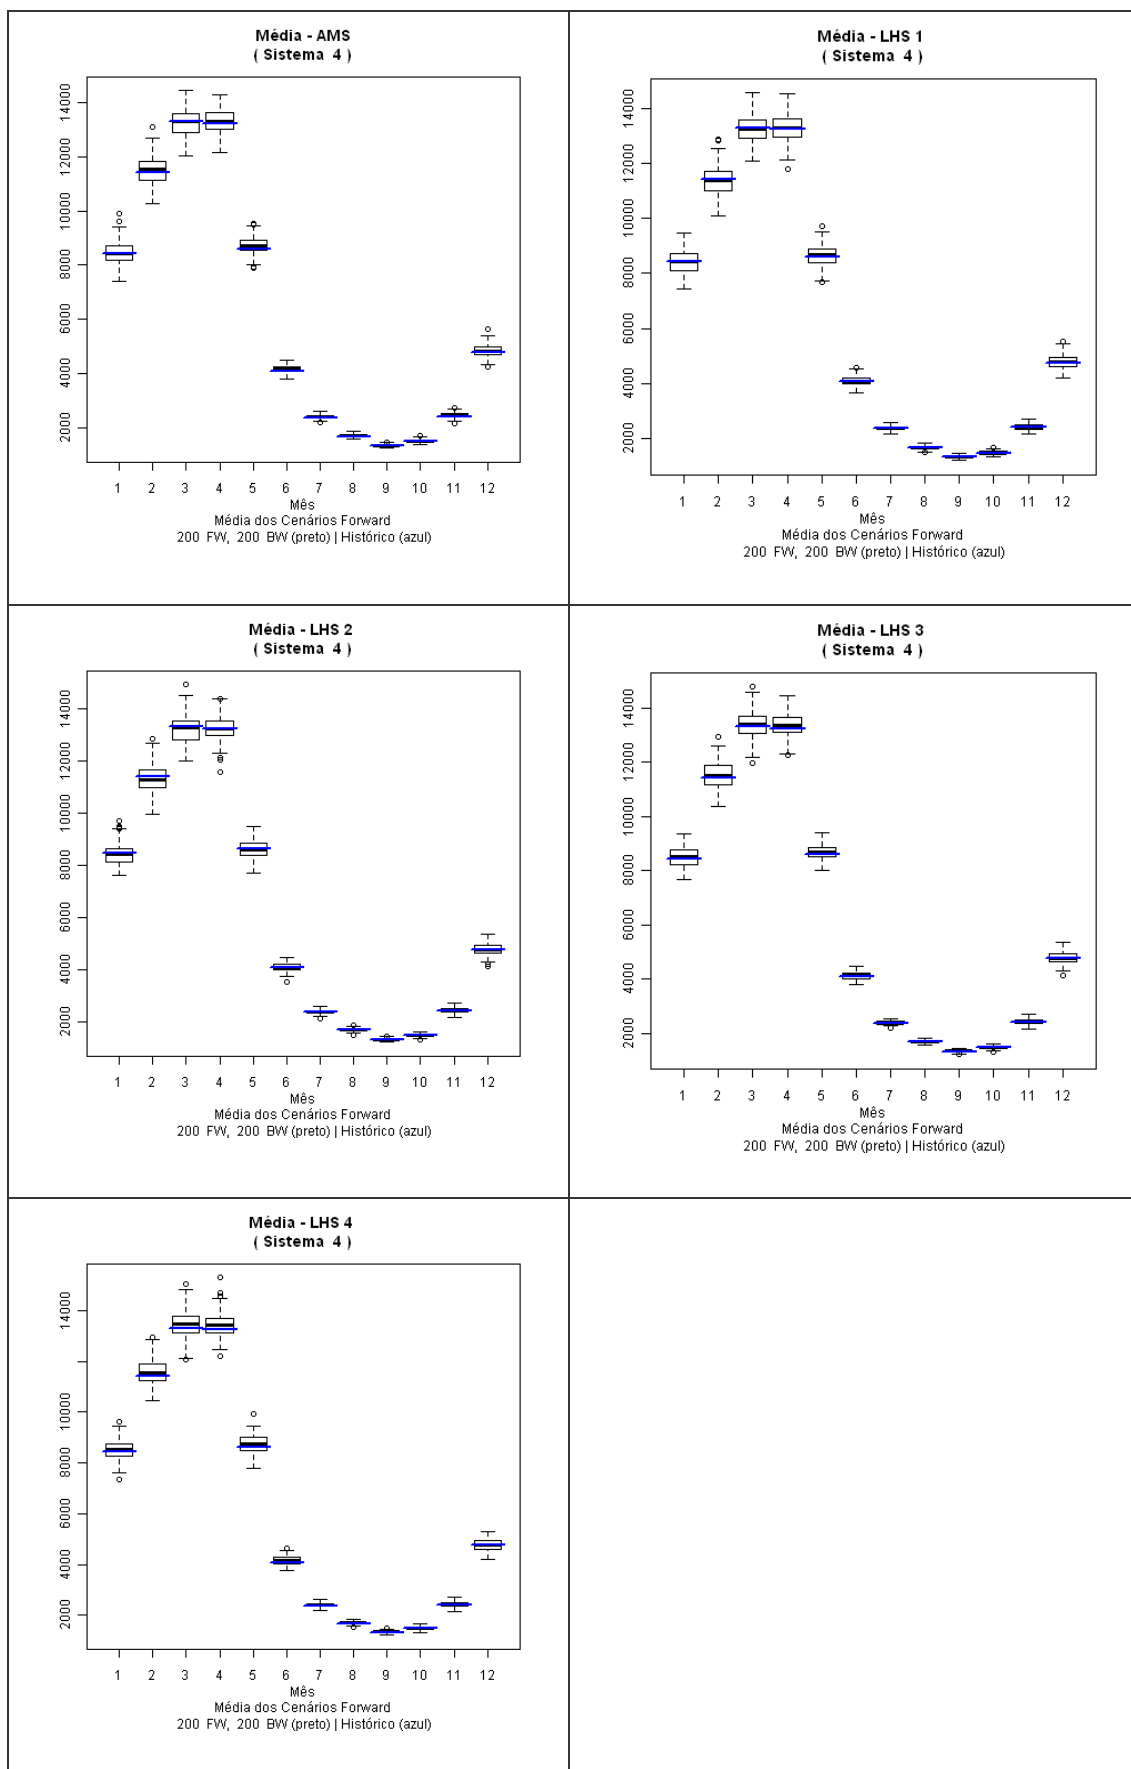 Média - AMS
( Sistema 4 )
14000
12000
10000
8000
6000
4000
2000
1 2 3 4 5 6 7 8 9 10 11 12
Mês
Média dos Cenários Forward
200 FW, 200 BW (preto) | Histórico (azul)
Média - LHS 1
( Sistema 4 )
14000
12000
10000
8000
6000
4000
2000
1 2 3 4 5 6 7 8 9 10 11 12
Mês
Média dos Cenários Forward
200 FW, 200 BW (preto) | Histórico (azul)
Média - LHS 2
( Sistema 4 )
14000
12000
10000
8000
6000
4000
2000
1 2 3 4 5 6 7 8 9 10 11 12
Mês
Média dos Cenários Forward
200 FW, 200 BW (preto) | Histórico (azul)
Média - LHS 3
( Sistema 4 )
14000
12000
10000
8000
6000
4000
2000
1 2 3 4 5 6 7 8 9 10 11 12
Mês
Média dos Cenários Forward
200 FW, 200 BW (preto) | Histórico (azul)
Média - LHS 4
( Sistema 4 )
14000
10000
8000
6000
4000
2000
1 2 3 4 5 6 7 8 9 10 11 12
Mês
Média dos Cenários Forward
200 FW, 200 BW (preto) | Histórico (azul)